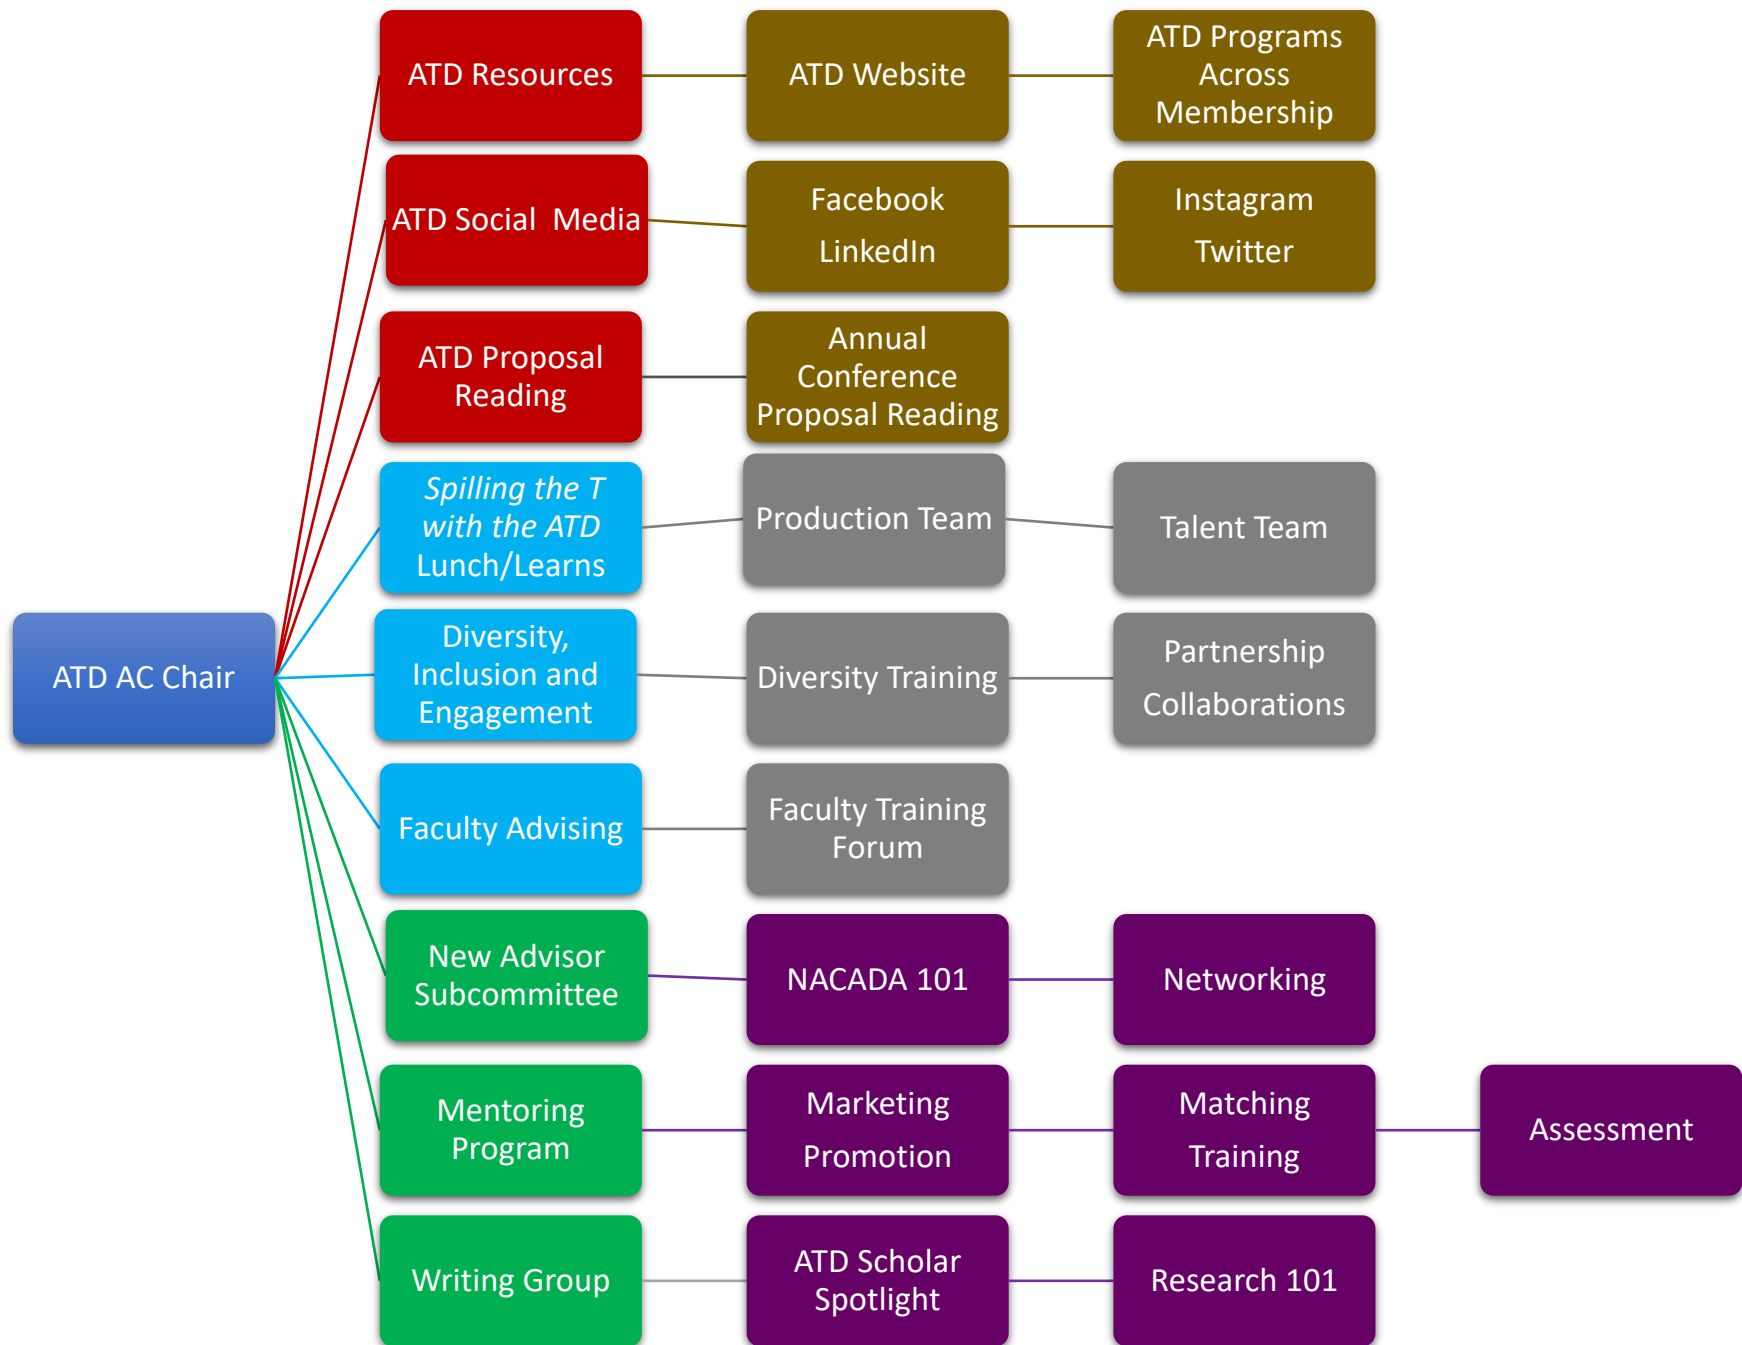 ATD Resources
ATD Website
ATD Programs
Across
Membership
ATD Social  Media
Facebook
LinkedIn
Instagram
Twitter
ATD Proposal
Reading
Annual
Conference
Proposal Reading
Spilling the T
with the ATD
Lunch/Learns
Production Team
Talent Team
ATD AC Chair
Diversity,
Inclusion and
Engagement
Diversity Training
Partnership
Collaborations
Faculty Advising
Faculty Training
Forum
New Advisor
Subcommittee
NACADA 101
Networking
Mentoring
Program
Marketing
Promotion
Matching
Training
Assessment
Writing Group
ATD Scholar
Spotlight
Research 101